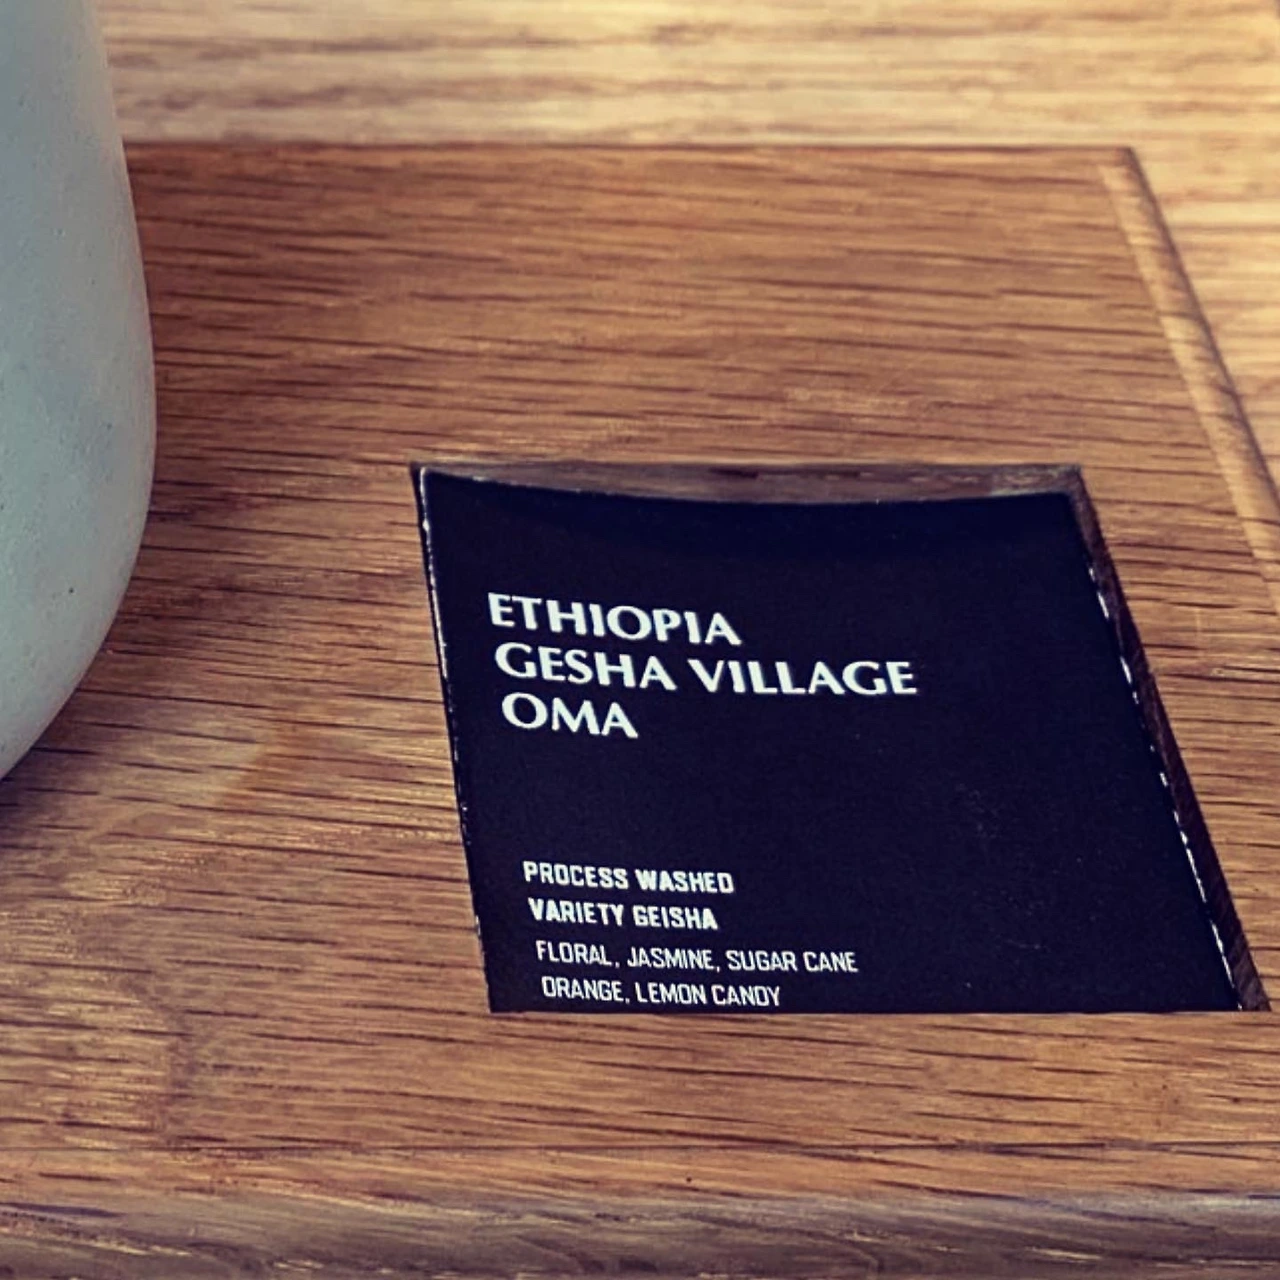 ETHIOPIA
GESHA VILLAGE
OMA
PROCESS WASHED
VARIETY GEISHA
FLORAL, JASMINE, SUGAR CANE
ORANGE, LEMON CANDY